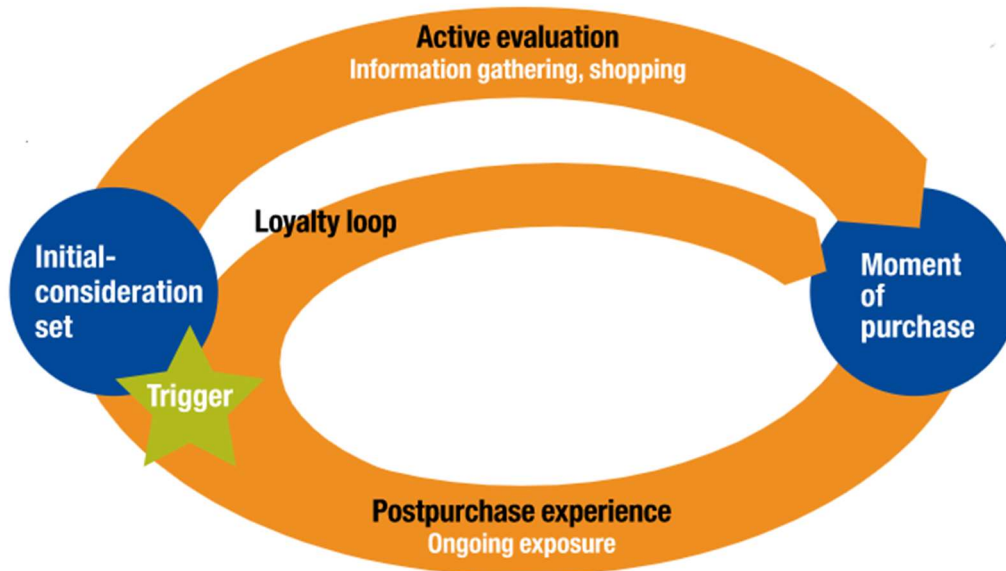 Active evaluation
Information gathering, shopping
Loyalty loop
Initial-
consideration
set
Moment
of
purchase
Trigger
Postpurchase experience
Ongoing exposure